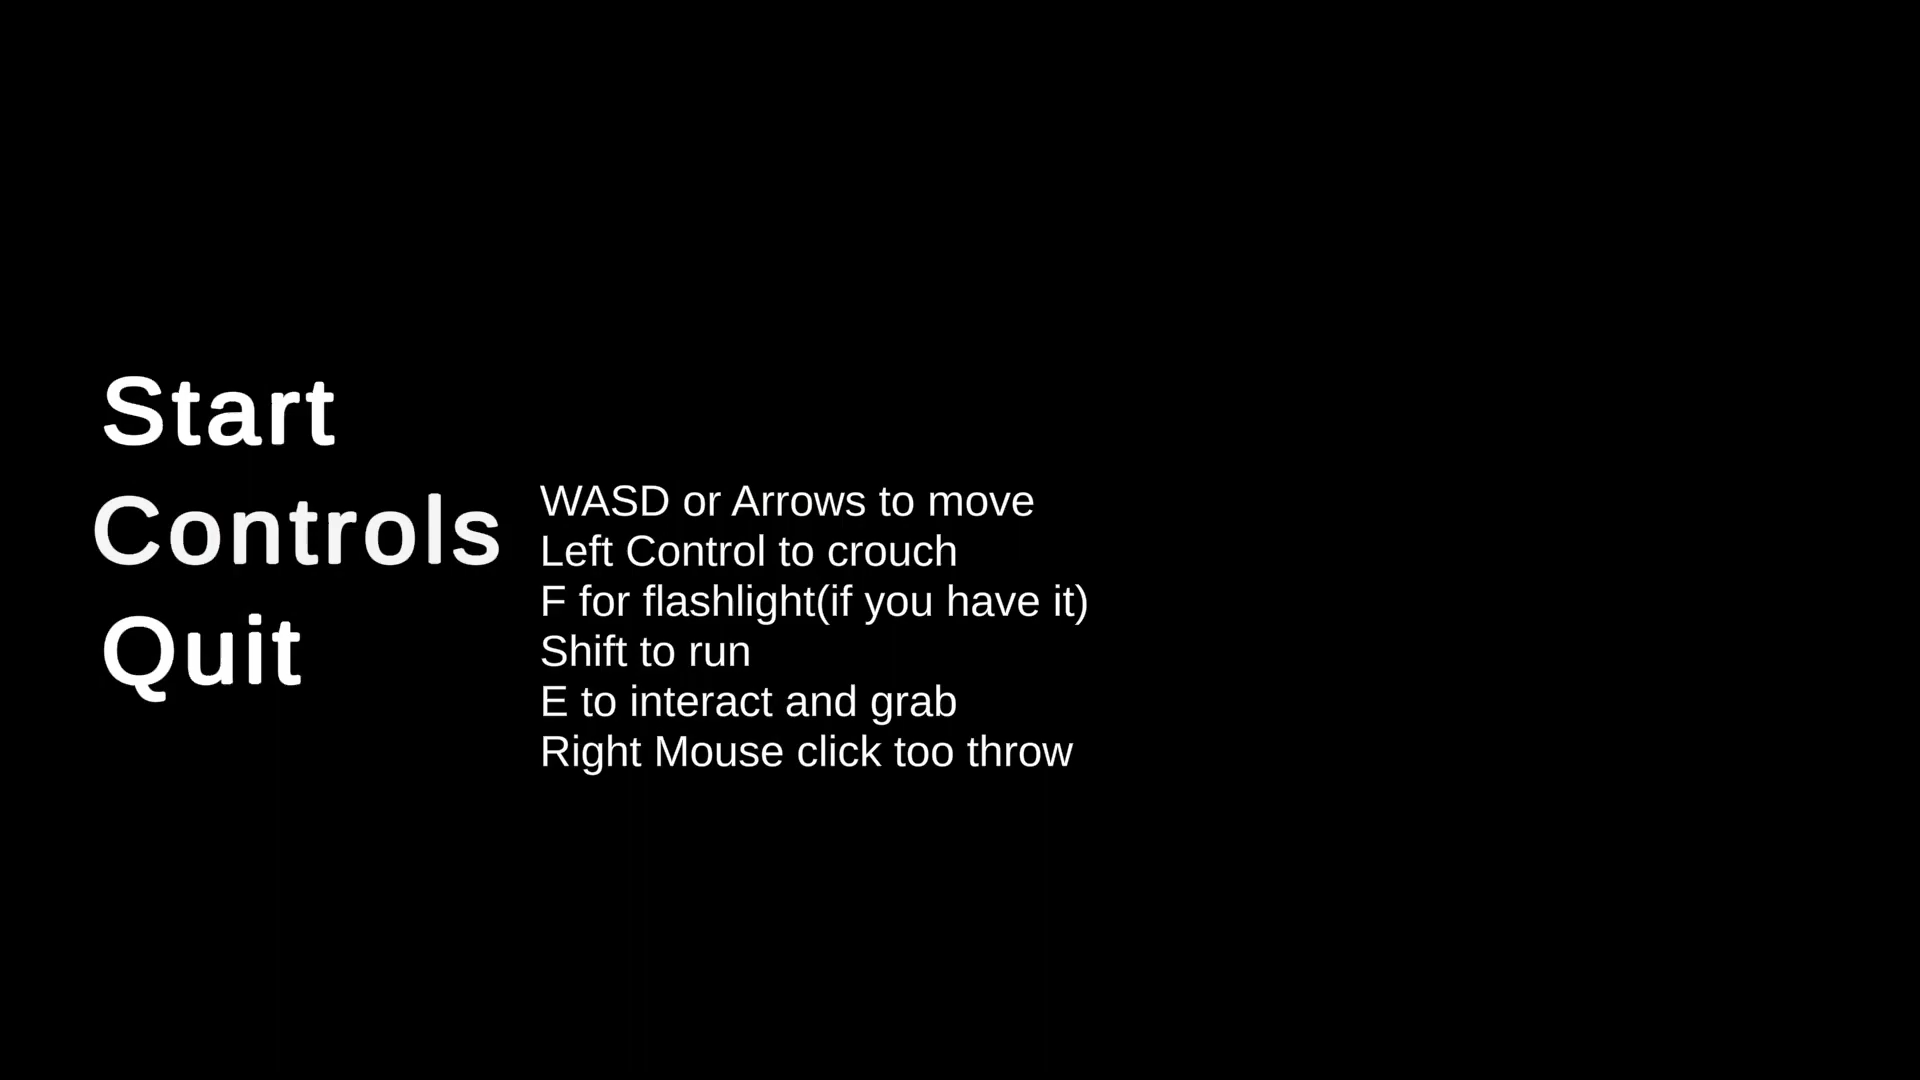 Start
Controls
Quit
WASD or Arrows to move
Left Control to crouch
F for flashlight(if you have it)
Shift to run
E to interact and grab
Right Mouse click too throw